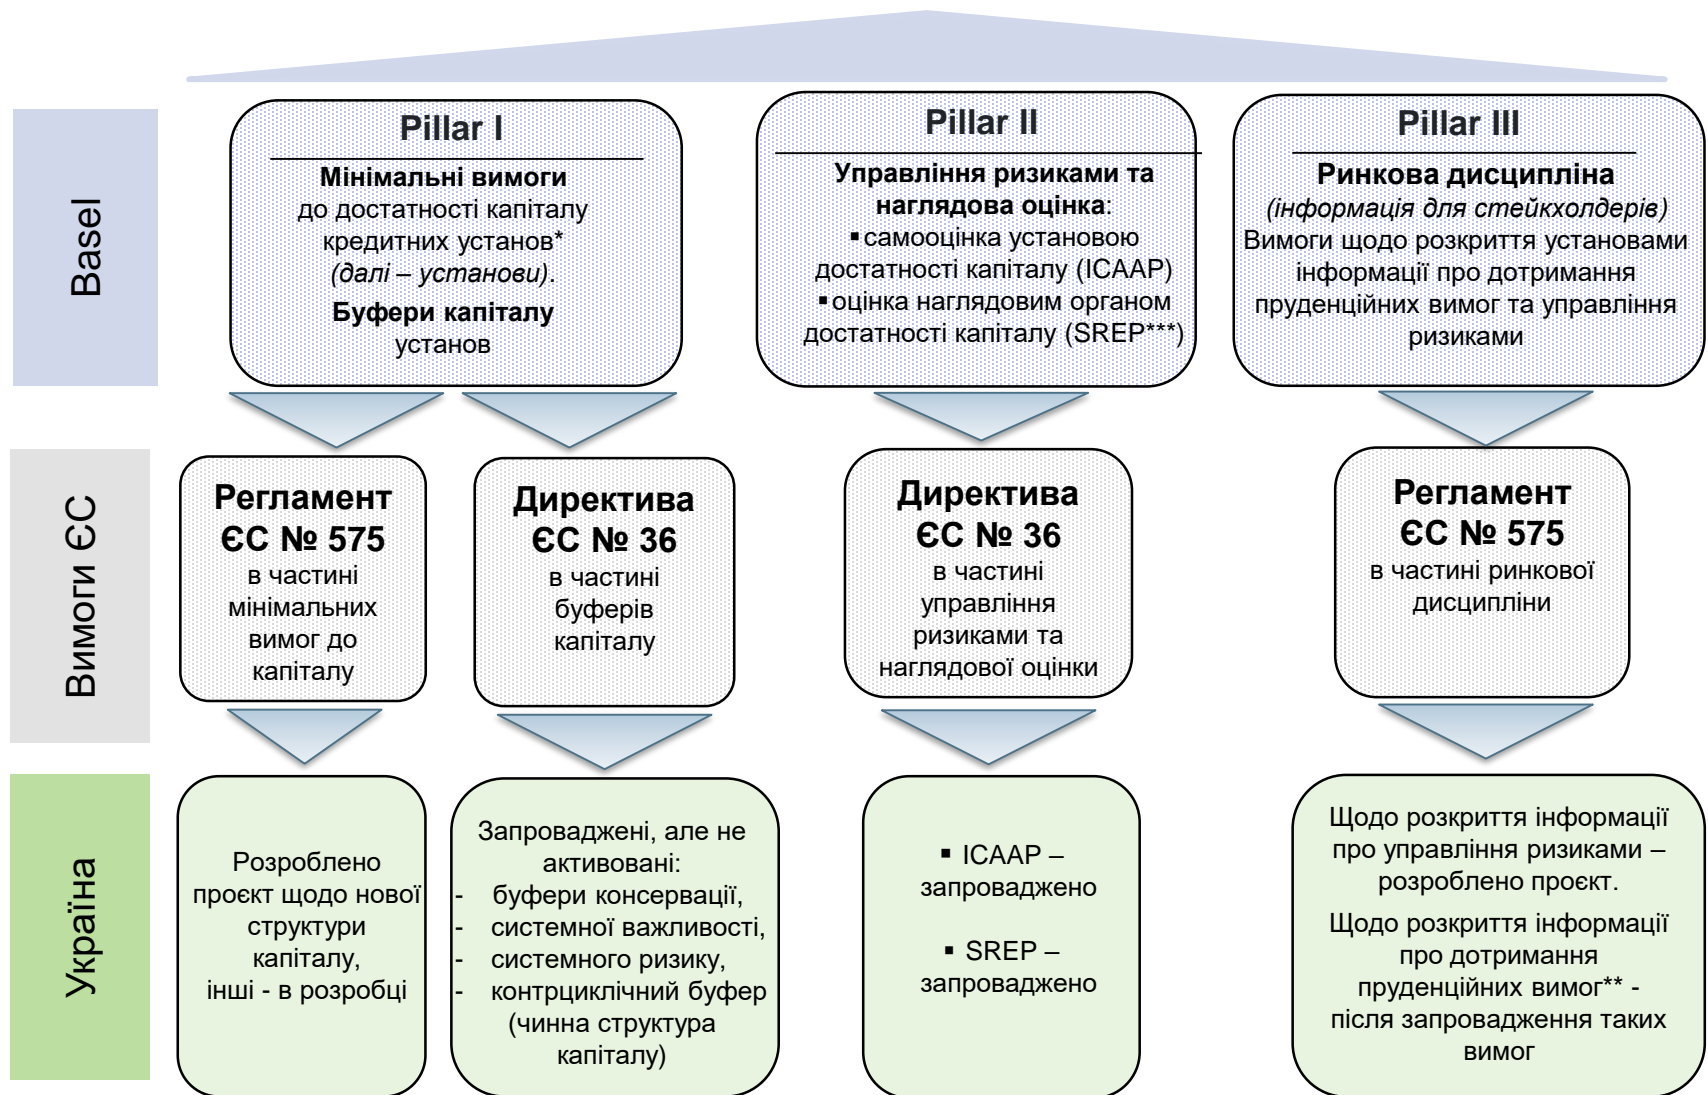 Basel
Pillar I
Мінімальні вимоги
до достатності капіталу
кредитних установ*
(далі – установи).
Буфери капіталу
установ
Pillar II
Управління ризиками та
наглядова оцінка:
▪ самооцінка установою
достатності капіталу (ICAAP)
▪ оцінка наглядовим органом
достатності капіталу (SREP***)
Pillar III
Ринкова дисципліна
(інформація для стейкхолдерів)
Вимоги щодо розкриття установами
інформації про дотримання
пруденційних вимог та управління
ризиками
Вимоги ЄС
Регламент
ЄС № 575
в частині
мінімальних
вимог до
капіталу
Директива
ЄС № 36
в частині
буферів
капіталу
Директива
ЄС № 36
в частині
управління
ризиками та
наглядової оцінки
Регламент
ЄС № 575
в частині ринкової
дисципліни
Україна
Розроблено
проєкт щодо нової
структури
капіталу,
інші - в розробці
Запроваджені, але не
активовані:
- буфери консервації,
- системної важливості,
- системного ризику,
- контрциклічний буфер
(чинна структура
капіталу)
▪ ICAAP –
запроваджено
▪ SREP –
запроваджено
Щодо розкриття інформації
про управління ризиками –
розроблено проєкт.
Щодо розкриття інформації
про дотримання
пруденційних вимог** -
після запровадження таких
вимог